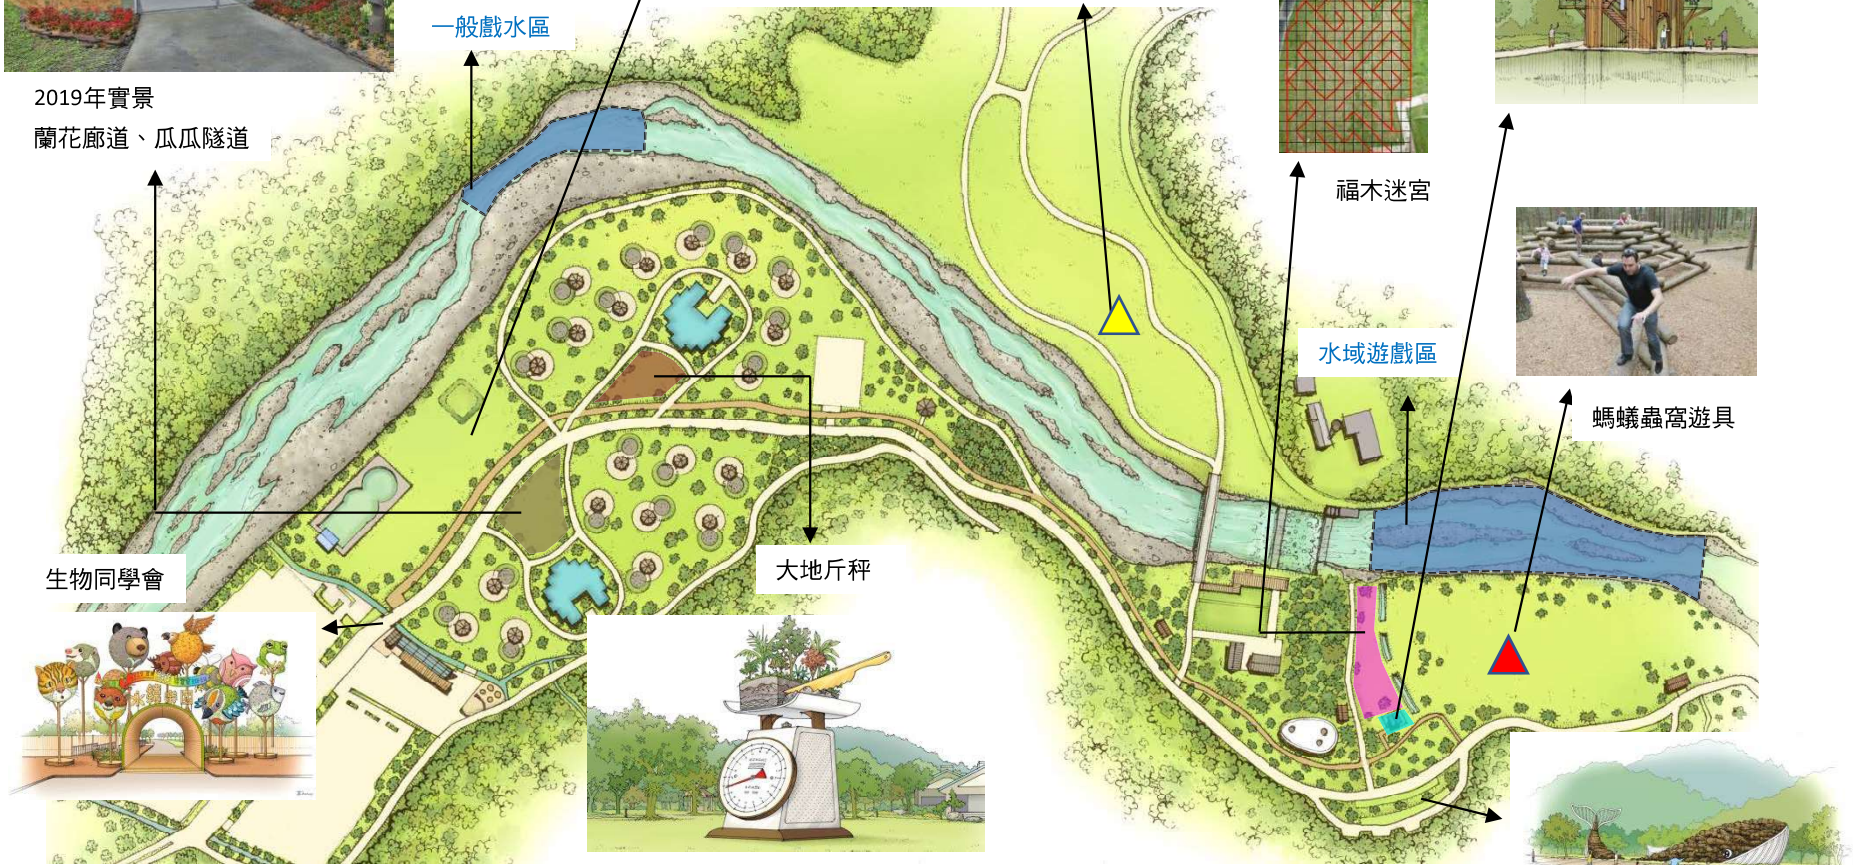 一般戲水區
2019年實景
蘭花廊道、瓜瓜隧道
福木迷宮
水域遊戲區
螞蟻蟲窩遊具
大地斤秤
生物同學會